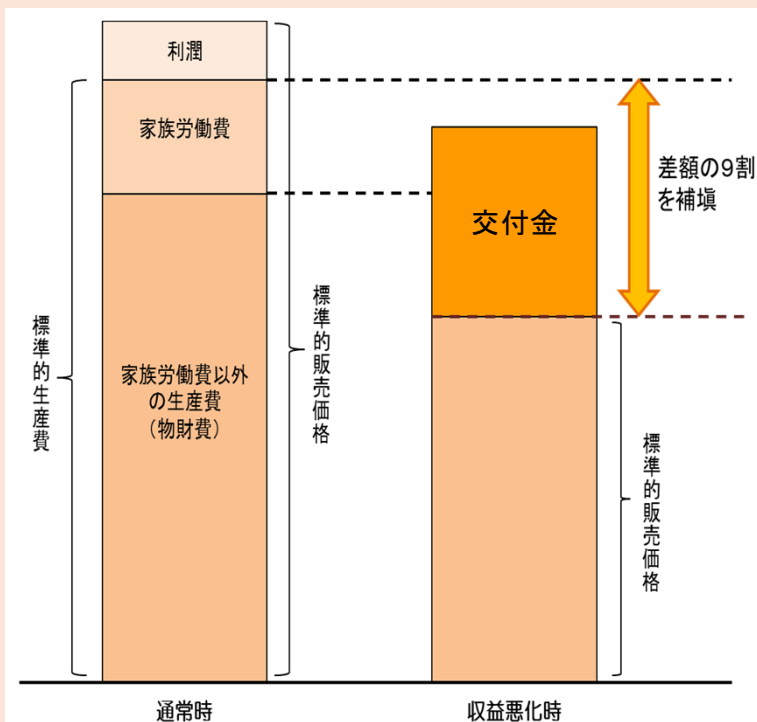 利潤
家族労働費
家族労働費以外
の生産費
（物財費）
標準的生産費
標準的販売価格
交付金
差額の9割
を補塡
標準的販売価格
通常時
収益悪化時